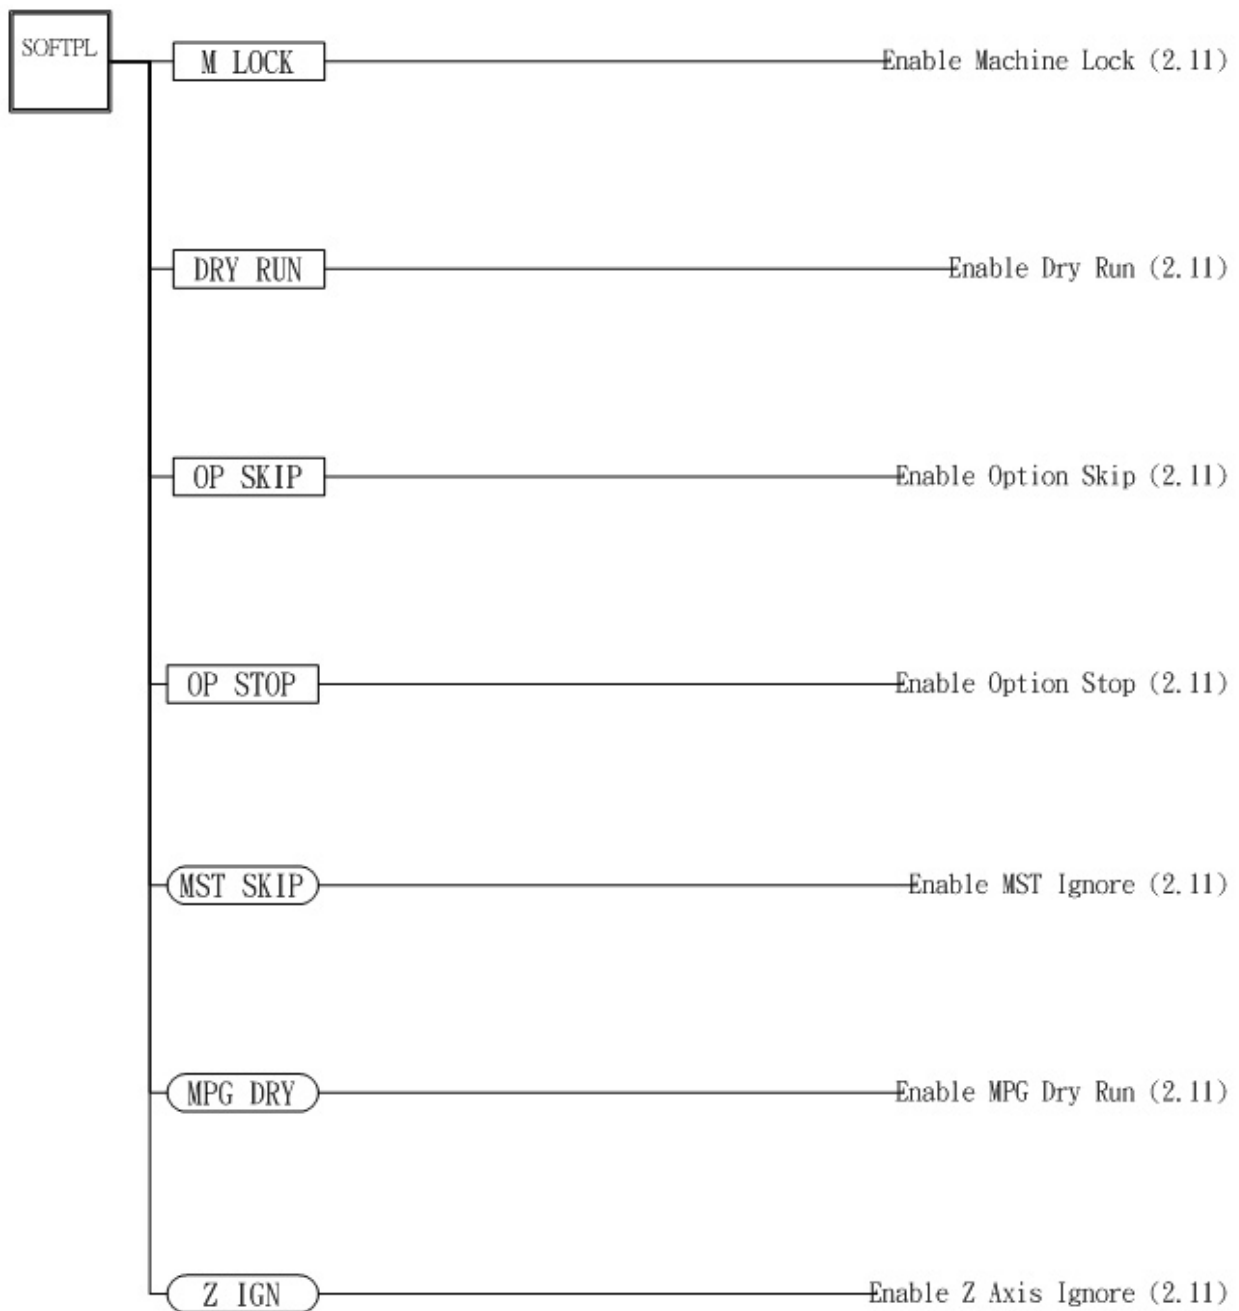 SOFTPL
M LOCK Enable Machine Lock (2.11)
DRY RUN Enable Dry Run (2.11)
OP SKIP Enable Option Skip (2.11)
OP STOP Enable Option Stop (2.11)
MST SKIP Enable MST Ignore (2.11)
MPG DRY Enable MPG Dry Run (2.11)
Z IGN Enable Z Axis Ignore (2.11)